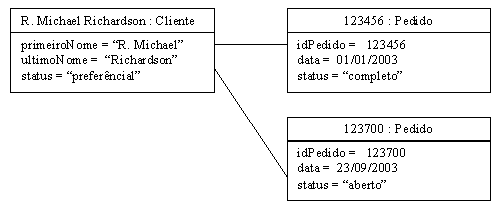 R. Michael Richardson : Cliente
primeiroNome = “R. Michael”
ultimoNome = “Richardson”
status = “preferêncial”
123456 : Pedido
idPedido = 123456
data = 01/01/2003
status = “completo”
123700 : Pedido
idPedido = 123700
data = 23/09/2003
status = “aberto”